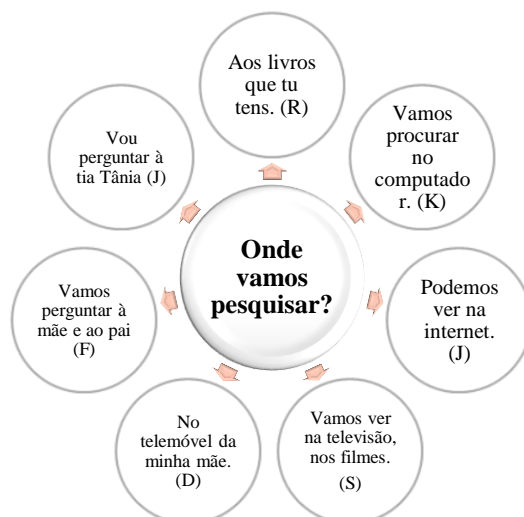 Onde
vamos
pesquisar?
Aos livros
que tu
tens. (R)
Vamos
procurar
no
computado
r. (K)
Podemos
ver na
internet.
(J)
Vamos ver
na televisão,
nos filmes.
(S)
No
telemóvel da
minha mãe.
(D)
Vamos
perguntar à
mãe e ao pai
(F)
Vou
perguntar à
tia Tânia (J)